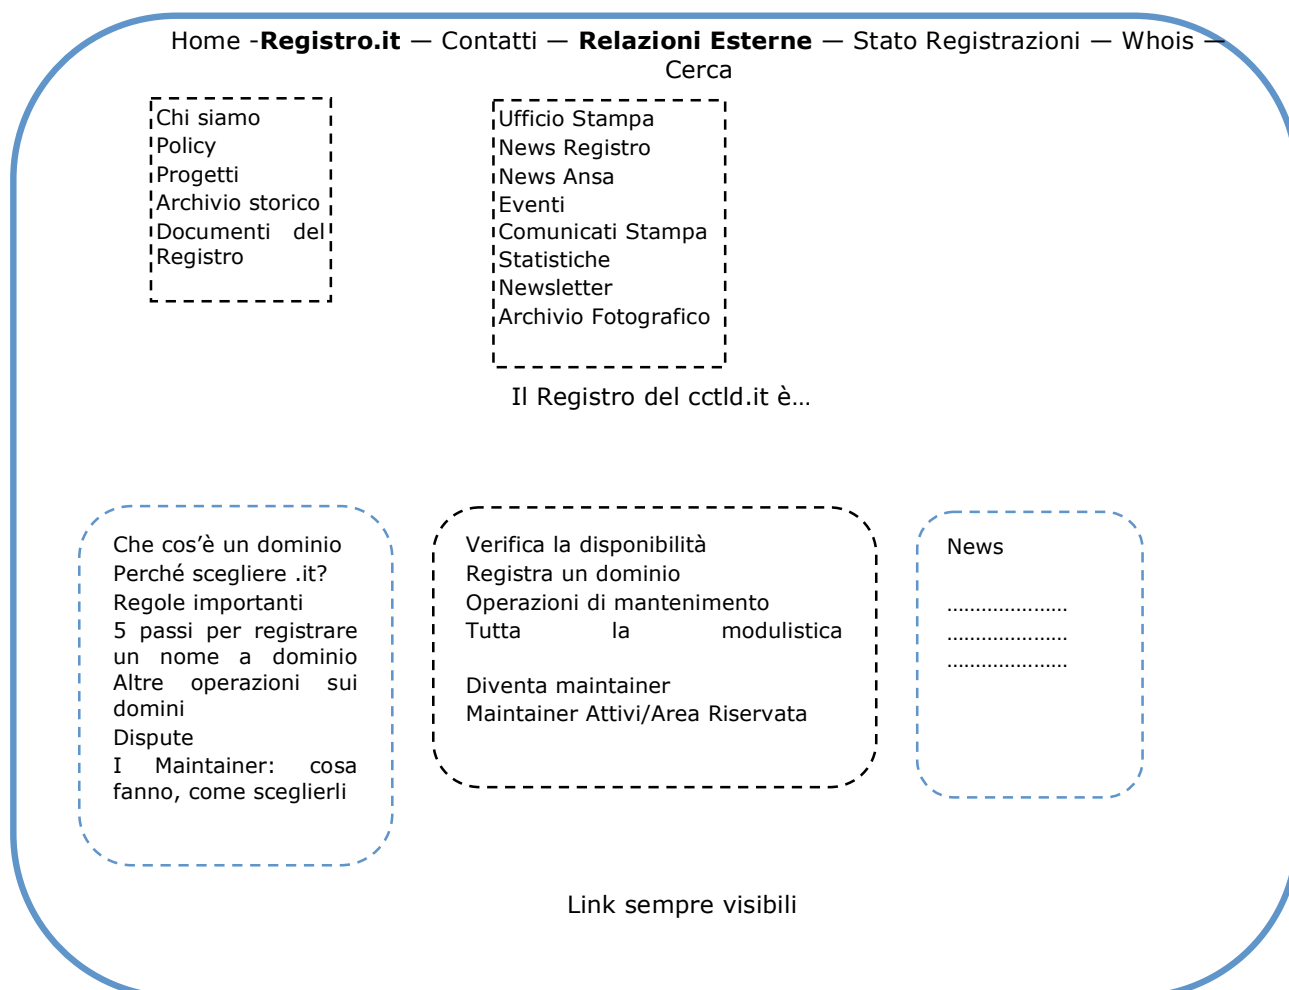 Home -Registro.it — Contatti — Relazioni Esterne — Stato Registrazioni — Whois —
Cerca
Chi siamo
Policy
Progetti
Archivio storico
Documenti del
Registro
Ufficio Stampa
News Registro
News Ansa
Eventi
Comunicati Stampa
Statistiche
Newsletter
Archivio Fotografico
Il Registro del cctld.it è…
Che cos’è un dominio
Perché scegliere .it?
Regole importanti
5 passi per registrare
un nome a dominio
Altre operazioni sui
domini
Dispute
I Maintainer: cosa
fanno, come sceglierli
Verifica la disponibilità
Registra un dominio
Operazioni di mantenimento
Tutta la modulistica
Diventa maintainer
Maintainer Attivi/Area Riservata
News
…………………
…………………
…………………
Link sempre visibili